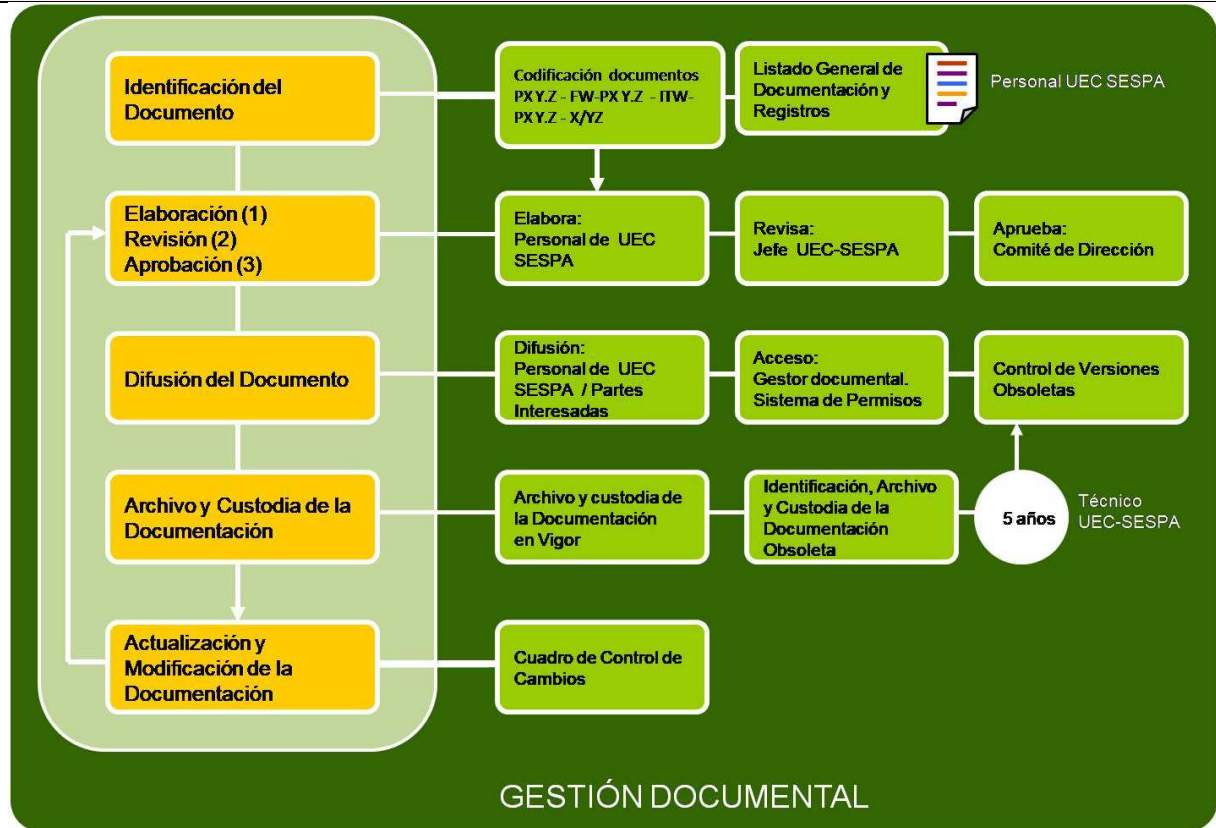 Identificación del
Documento
Codificación documentos
PX Y.Z - FW-PX Y.Z - ITW-
PX Y.Z - X/YZ
Listado General de
Documentación y
Registros
Personal UEC SESPA
Elaboración (1)
Revisión (2)
Aprobación (3)
Elabora:
Personal de UEC
SESPA
Revisa:
Jefe UEC-SESPA
Aprueba:
Comité de Dirección
Difusión del Documento
Difusión:
Personal de UEC
SESPA / Partes
Interesadas
Acceso:
Gestor documental.
Sistema de Permisos
Control de Versiones
Obsoletas
Archivo y Custodia de la
Documentación
Archivo y custodia de
la Documentación
en Vigor
Identificación, Archivo
y Custodia de la
Documentación
Obsoleta
5 años
Técnico
UEC-SESPA
Actualización y
Modificación de la
Documentación
Cuadro de Control de
Cambios
GESTIÓN DOCUMENTAL